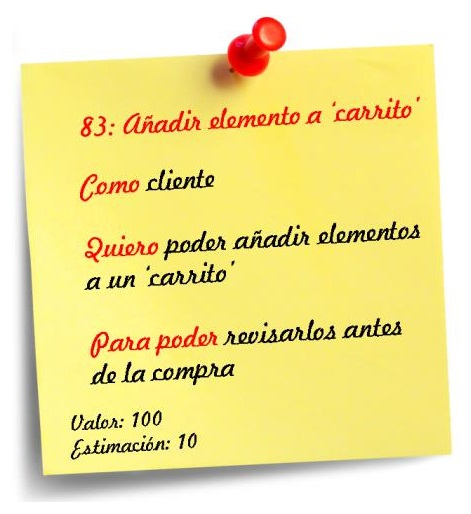 83: Añadir elemento a 'carrito'
Como cliente
Quiero poder añadir elementos
a un 'carrito'
Para poder revisarlos antes
de la compra
Valor: 100
Estimación: 10